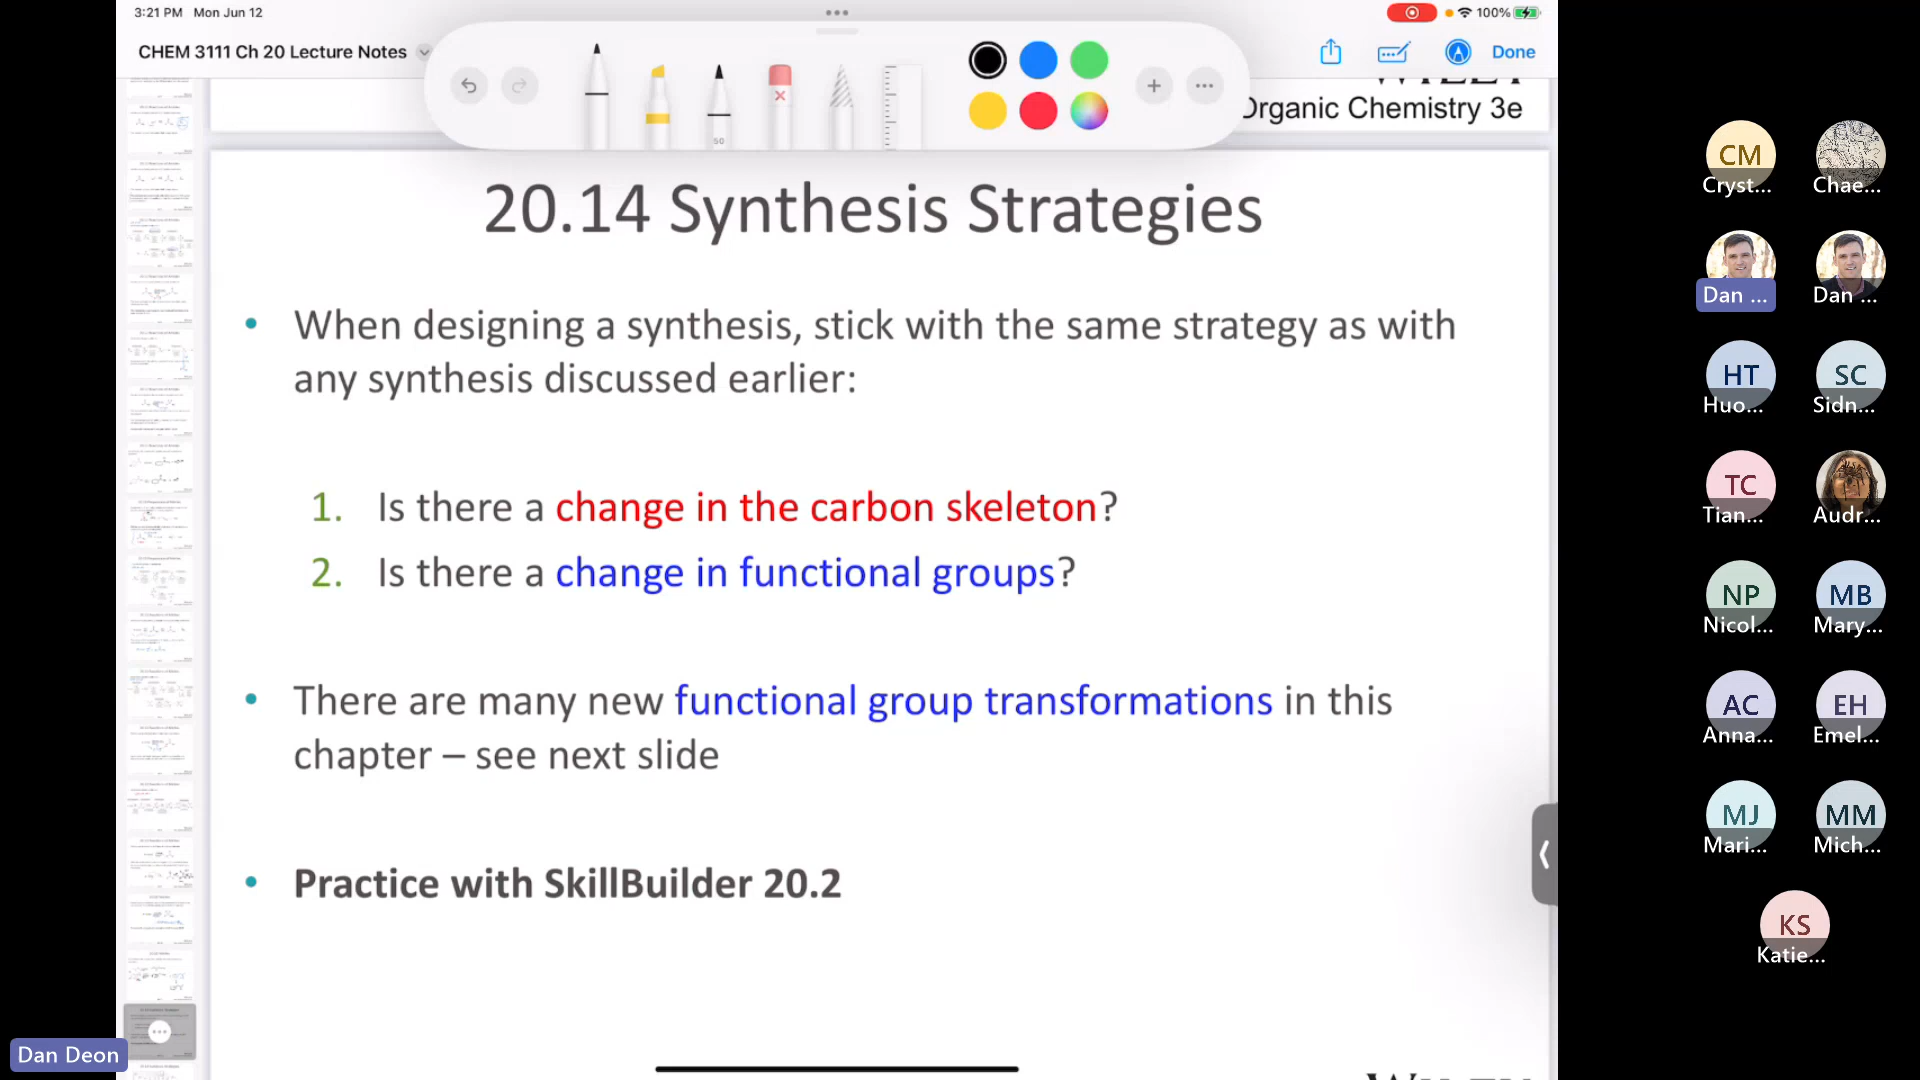 3:21 PM Mon Jun 12
100%
CHEM 3111 Ch 20 Lecture Notes
Done
50
Organic Chemistry 3e
20.14 Synthesis Strategies
• When designing a synthesis, stick with the same strategy as with
any synthesis discussed earlier:
1. Is there a change in the carbon skeleton?
2. Is there a change in functional groups?
• There are many new functional group transformations in this
chapter – see next slide
• Practice with SkillBuilder 20.2
CM
Cryst...
Chae...
Dan ...
Dan ...
HT
Huo...
SC
Sidn...
TC
Tian...
Audr...
NP
Nicol...
MB
Mary...
AC
Anna...
EH
Emel...
MJ
Mari...
MM
Mich...
KS
Katie...
Dan Deon